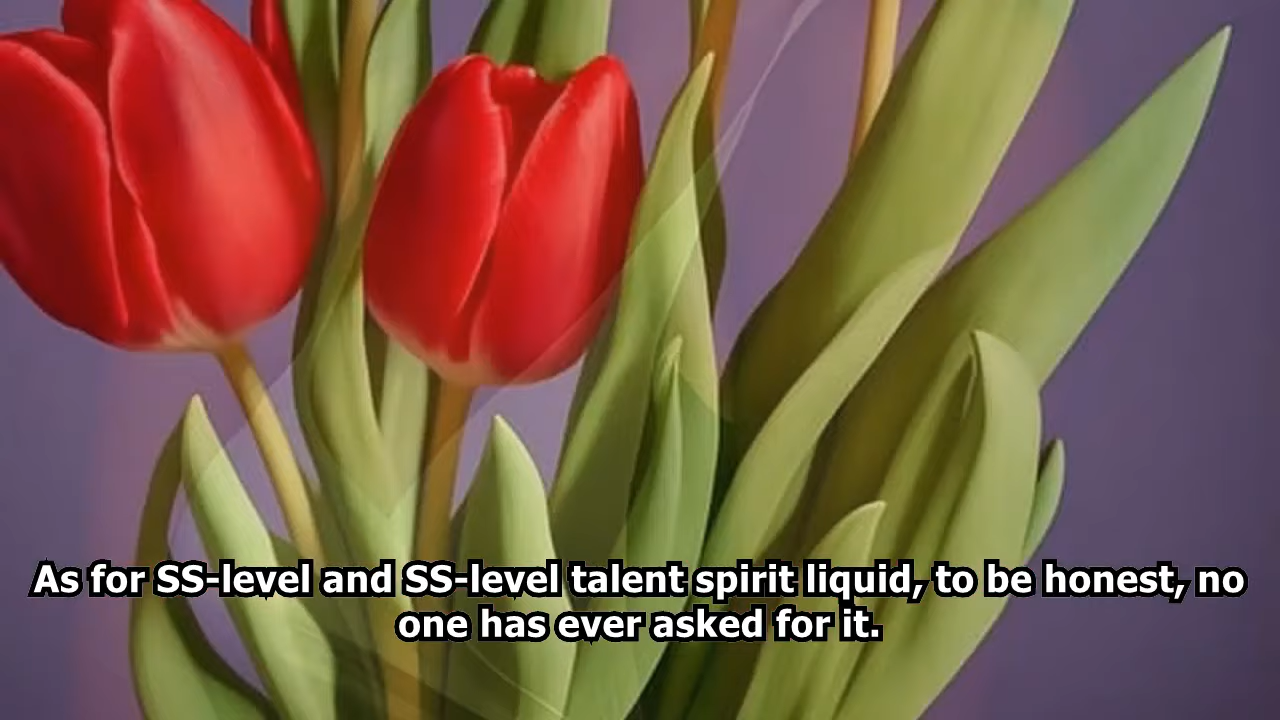 As for SS-level and SS-level talent spirit liquid, to be honest, no
one has ever asked for it.